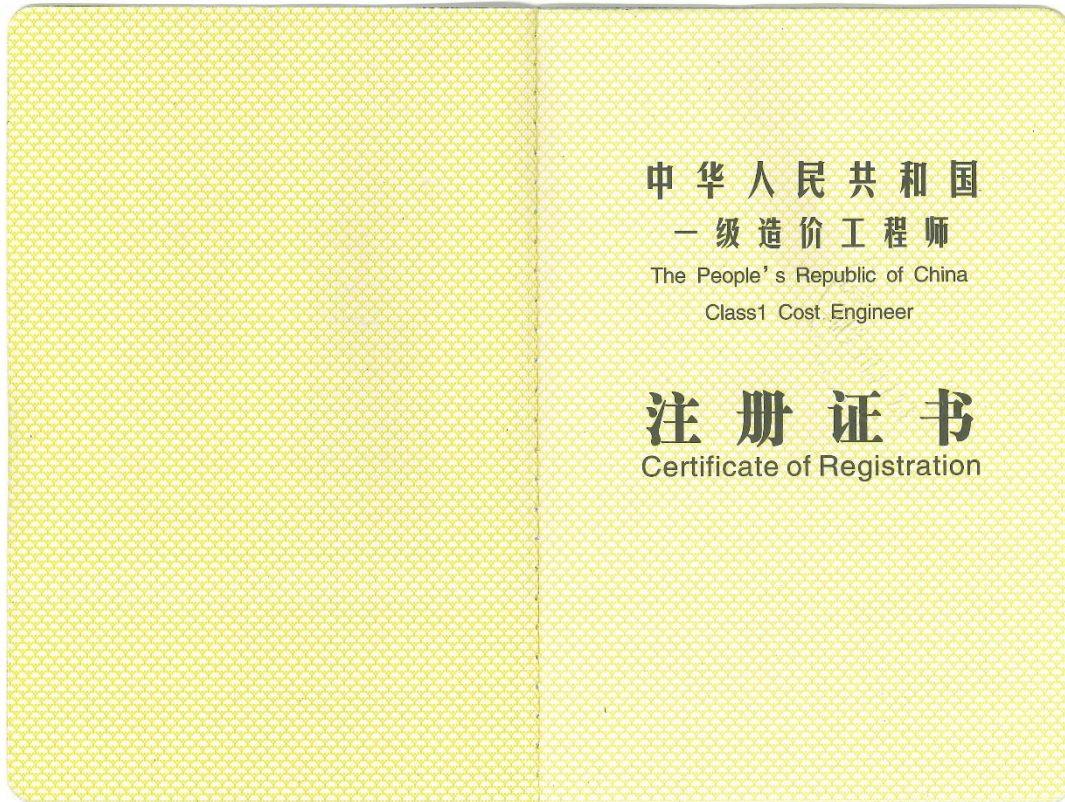 中华人民共和国
一级造价工程师
The People's Republic of China
Class1 Cost Engineer
注册证书
Certificate of Registration